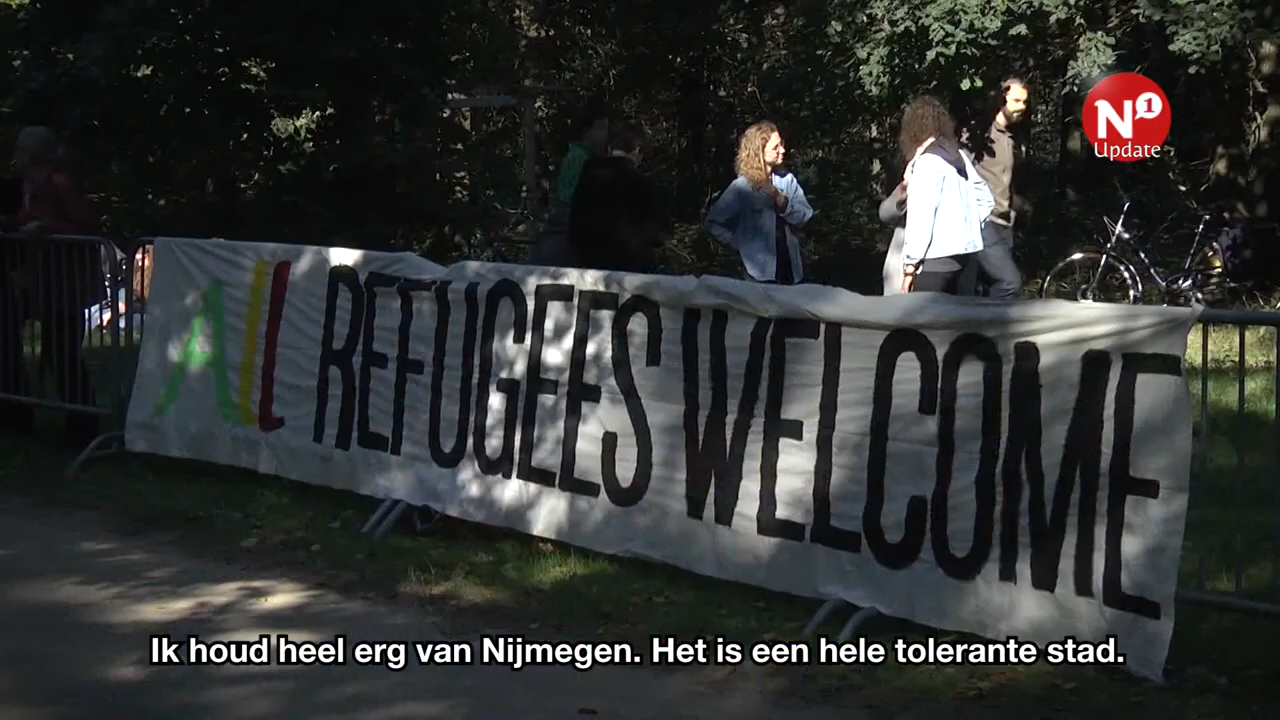 N1
Update
ALL REFUGEES WELCOME
Ik houd heel erg van Nijmegen. Het is een hele tolerante stad.